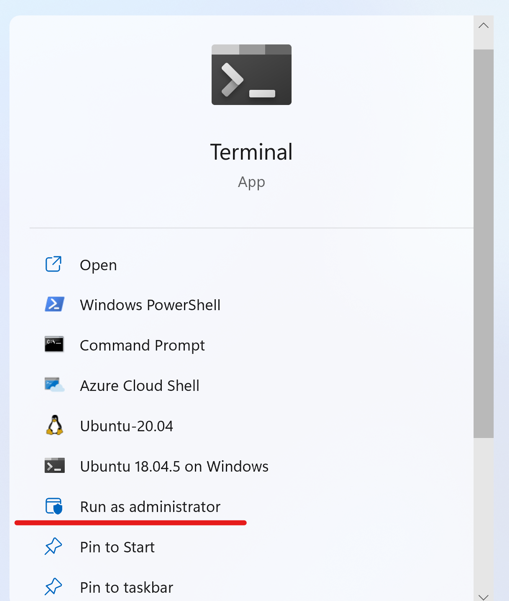 Terminal
App
Open
Windows PowerShell
Command Prompt
Azure Cloud Shell
Ubuntu-20.04
Ubuntu 18.04.5 on Windows
Run as administrator
Pin to Start
Pin to taskbar